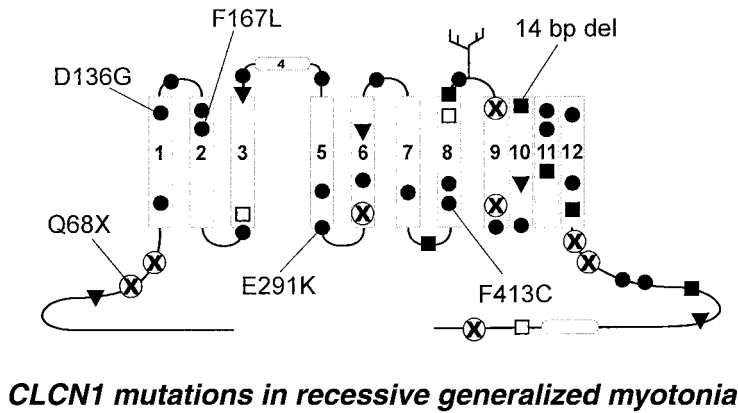 F167L
14 bp del
D136G
4
1
2
3
5
6
7
8
9
10
11
12
Q68X
E291K
F413C
X
X
X
X
X
X
X
X
CLCN1 mutations in recessive generalized myotonia